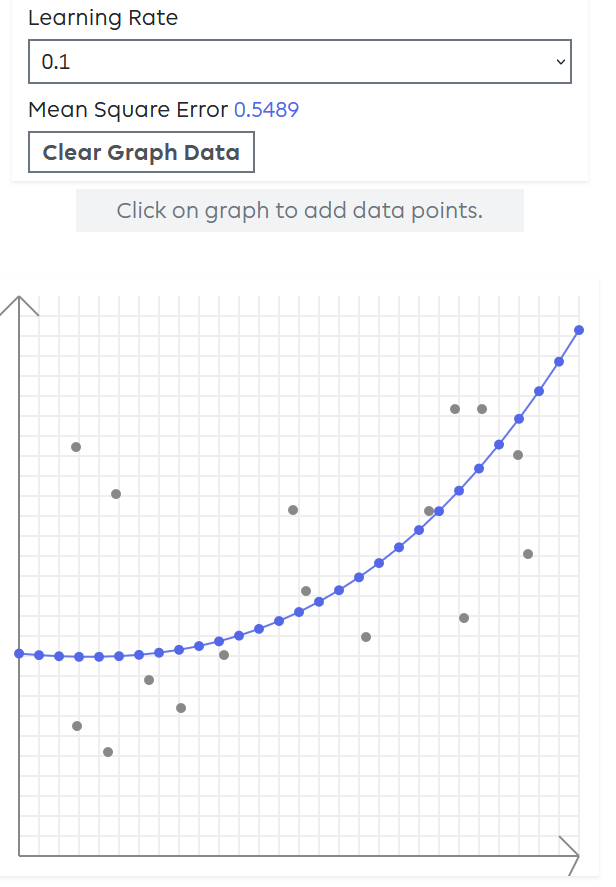 Learning Rate
0.1
Mean Square Error 0.5489
Clear Graph Data
Click on graph to add data points.